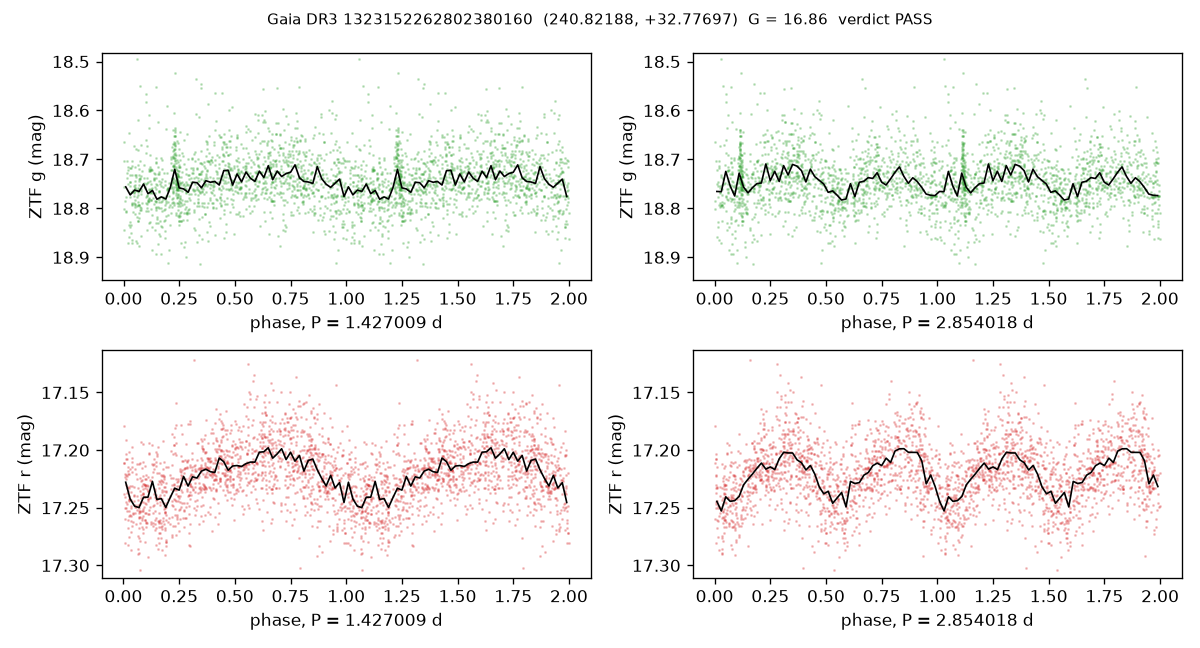 Gaia DR3 1323152262802380160  (240.82188, +32.77697)  G = 16.86  verdict PASS
ZTF g (mag)
18.5
18.6
18.7
18.8
18.9
0.00 0.25 0.50 0.75 1.00 1.25 1.50 1.75 2.00
phase, P = 1.427009 d
ZTF g (mag)
18.5
18.6
18.7
18.8
18.9
0.00 0.25 0.50 0.75 1.00 1.25 1.50 1.75 2.00
phase, P = 2.854018 d
ZTF r (mag)
17.15
17.20
17.25
17.30
0.00 0.25 0.50 0.75 1.00 1.25 1.50 1.75 2.00
phase, P = 1.427009 d
ZTF r (mag)
17.15
17.20
17.25
17.30
0.00 0.25 0.50 0.75 1.00 1.25 1.50 1.75 2.00
phase, P = 2.854018 d